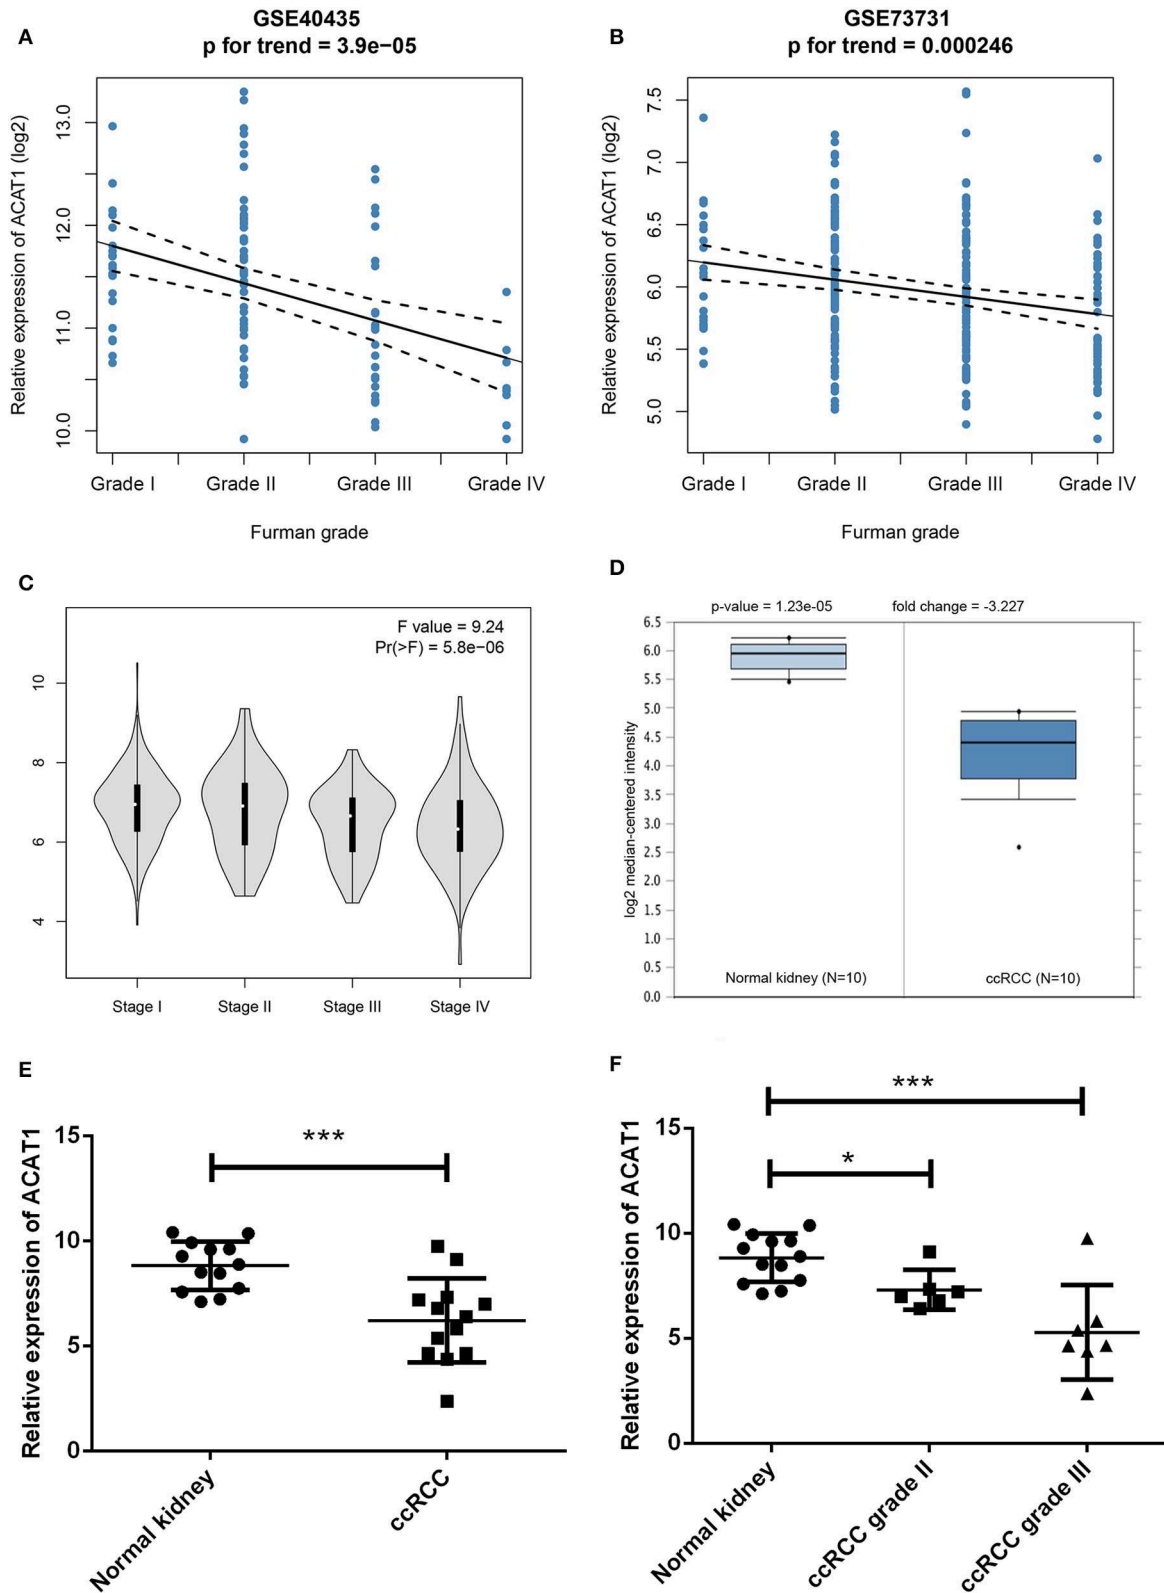 A
GSE40435
p for trend = 3.9e−05
Relative expression of ACAT1 (log2)
13.0
12.0
11.0
10.0
Grade I
Grade II
Grade III
Grade IV
Furman grade
B
GSE73731
p for trend = 0.000246
Relative expression of ACAT1 (log2)
7.5
7.0
6.5
6.0
5.5
5.0
Grade I
Grade II
Grade III
Grade IV
Furman grade
C
F value = 9.24
Pr(>F) = 5.8e−06
10
8
6
4
Stage I
Stage II
Stage III
Stage IV
D
p-value = 1.23e-05
fold change = -3.227
log2 median-centered intensity
6.5
6.0
5.5
5.0
4.5
4.0
3.5
3.0
2.5
2.0
1.5
1.0
0.5
0.0
Normal kidney (N=10)
ccRCC (N=10)
E
Relative expression of ACAT1
15
10
5
0
***
Normal kidney
ccRCC
F
Relative expression of ACAT1
15
10
5
0
***
*
Normal kidney
ccRCC grade II
ccRCC grade III